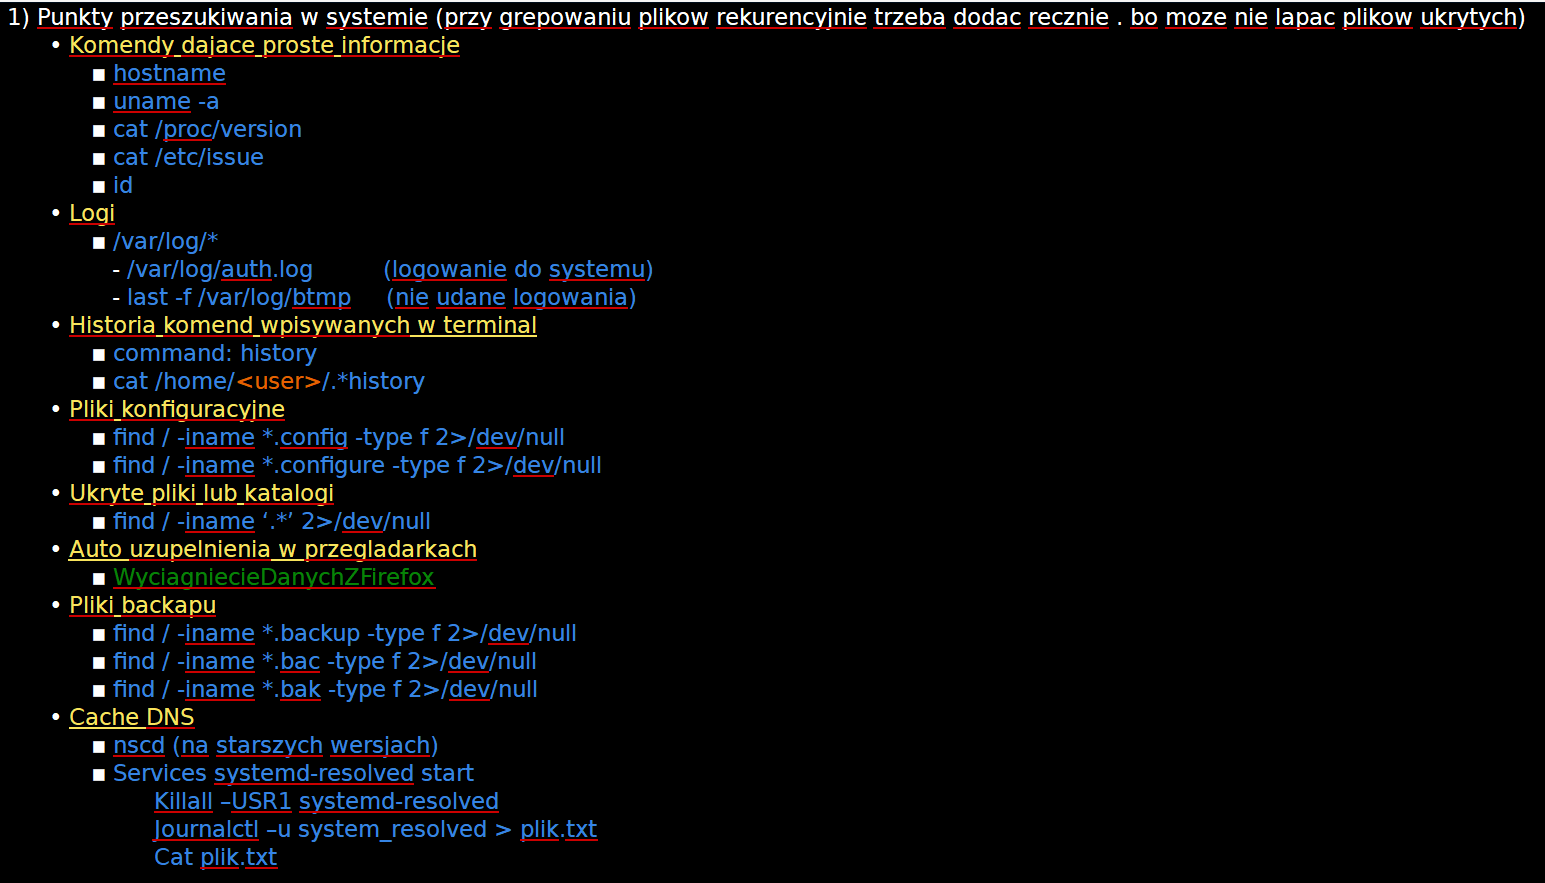 1) Punkty przeszukiwania w systemie (przy grepowaniu plikow rekurencyjnie trzeba dodac recznie . bo moze nie lapac plikow ukrytych)
• Komendy dajace proste informacje
■ hostname
■ uname -a
■ cat /proc/version
■ cat /etc/issue
■ id
• Logi
■ /var/log/*
- /var/log/auth.log (logowanie do systemu)
- last -f /var/log/btmp (nie udane logowania)
• Historia komend wpisywanych w terminal
■ command: history
■ cat /home/<user>/.*history
• Pliki konfiguracyjne
■ find / -iname *.config -type f 2>/dev/null
■ find / -iname *.configure -type f 2>/dev/null
• Ukryte pliki lub katalogi
■ find / -iname ‘.*’ 2>/dev/null
• Auto uzupelnienia w przegladarkach
■ WyciagniecieDanychZFirefox
• Pliki backapu
■ find / -iname *.backup -type f 2>/dev/null
■ find / -iname *.bac -type f 2>/dev/null
■ find / -iname *.bak -type f 2>/dev/null
• Cache DNS
■ nscd (na starszych wersjach)
■ Services systemd-resolved start
Killall –USR1 systemd-resolved
Journalctl –u system_resolved > plik.txt
Cat plik.txt